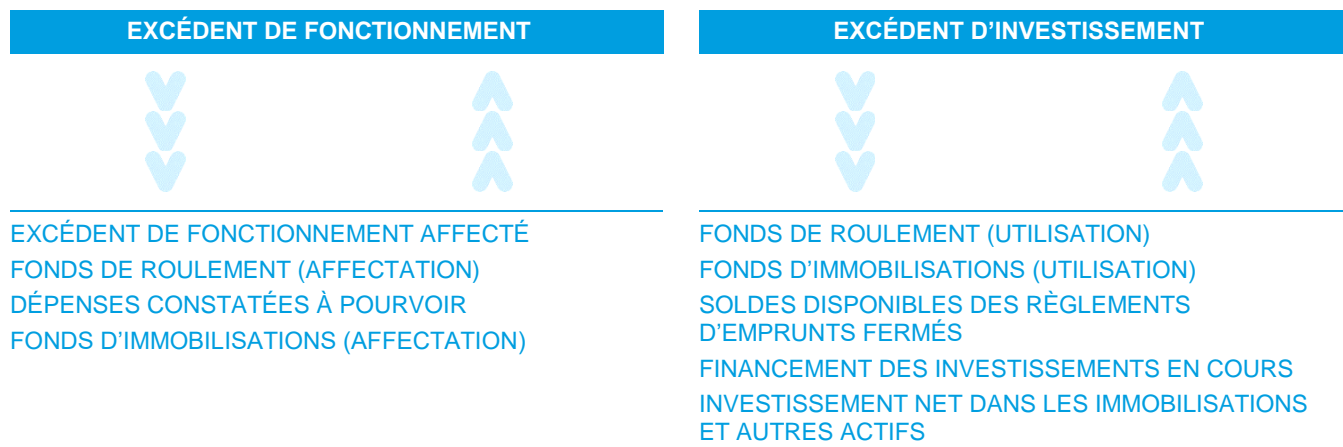 EXCÉDENT DE FONCTIONNEMENT
EXCÉDENT DE FONCTIONNEMENT AFFECTÉ
FONDS DE ROULEMENT (AFFECTATION)
DÉPENSES CONSTATÉES À POURVOIR
FONDS D’IMMOBILISATIONS (AFFECTATION)
EXCÉDENT D’INVESTISSEMENT
FONDS DE ROULEMENT (UTILISATION)
FONDS D’IMMOBILISATIONS (UTILISATION)
SOLDES DISPONIBLES DES RÈGLEMENTS
D’EMPRUNTS FERMÉS
FINANCEMENT DES INVESTISSEMENTS EN COURS
INVESTISSEMENT NET DANS LES IMMOBILISATIONS
ET AUTRES ACTIFS